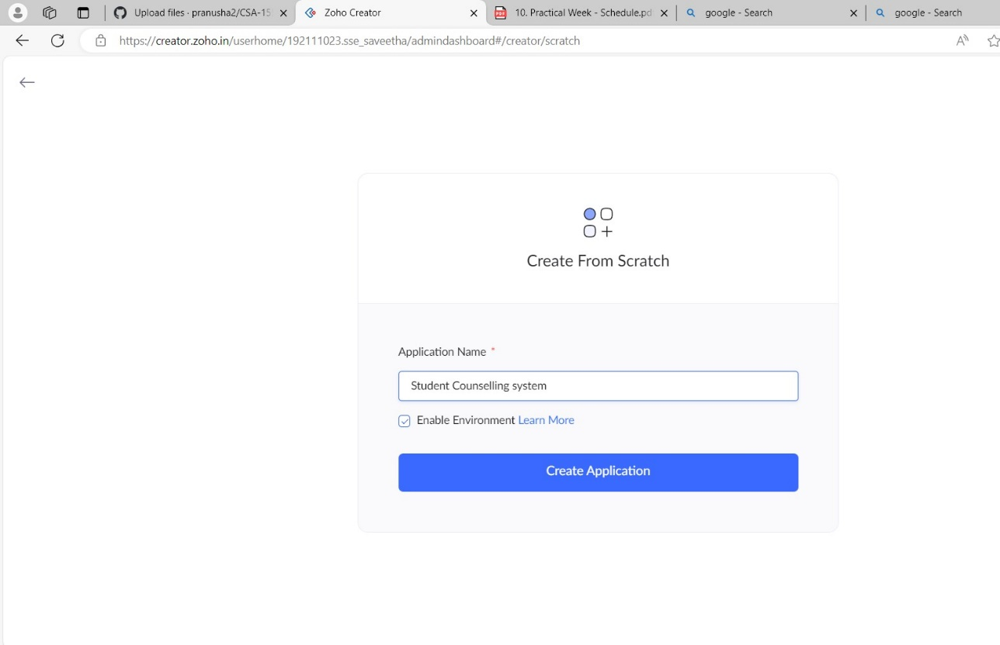 Upload files · pranusha2/CSA-15
Zoho Creator
10. Practical Week - Schedule.pd
google - Search
google - Search
https://creator.zoho.in/userhome/192111023.sse_saveetha/admindashboard#/creator/scratch
Create From Scratch
Application Name *
Student Counselling system
Enable Environment Learn More
Create Application